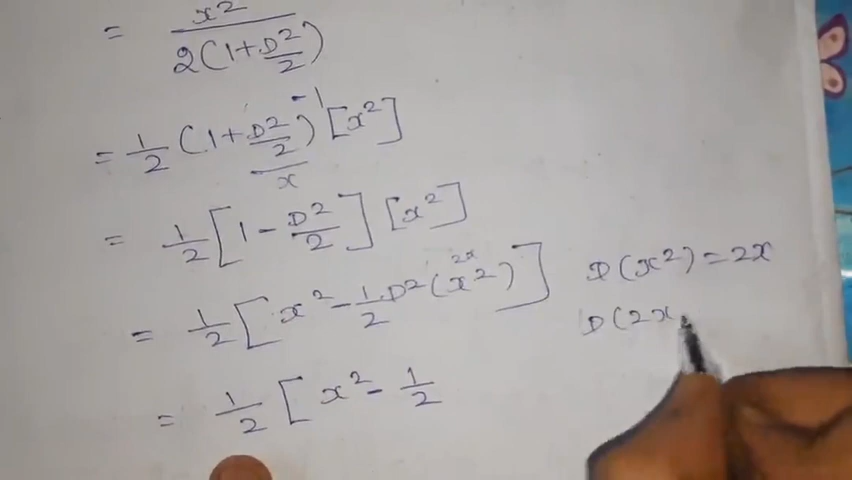 = x²/2(1+D²/2)
= 1/2 (1+D²/2)⁻¹ [x²]
x
= 1/2 [1 - D²/2] [x²]
= 1/2 [x² - 1/2 D²(x²)]
2x
D(x²) = 2x
D(2x
= 1/2 [x² - 1/2